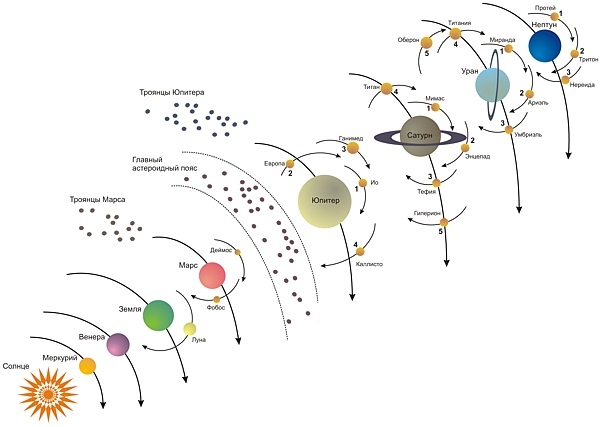 Протей
1
Нептун
2
Тритон
3
Нереида
Титания
4
Оберон
5
Миранда
1
Уран
2
Ариэль
3
Умбриэль
Титан
4
Мимас
1
Сатурн
2
Энцелад
3
Тефия
Гиперион
5
Троянцы Юпитера
Ганимед
3
Европа
2
1
Ио
Юпитер
4
Каллисто
Главный
астероидный пояс
Троянцы Марса
Деймос
Марс
Фобос
Земля
Луна
Венера
Меркурий
Солнце